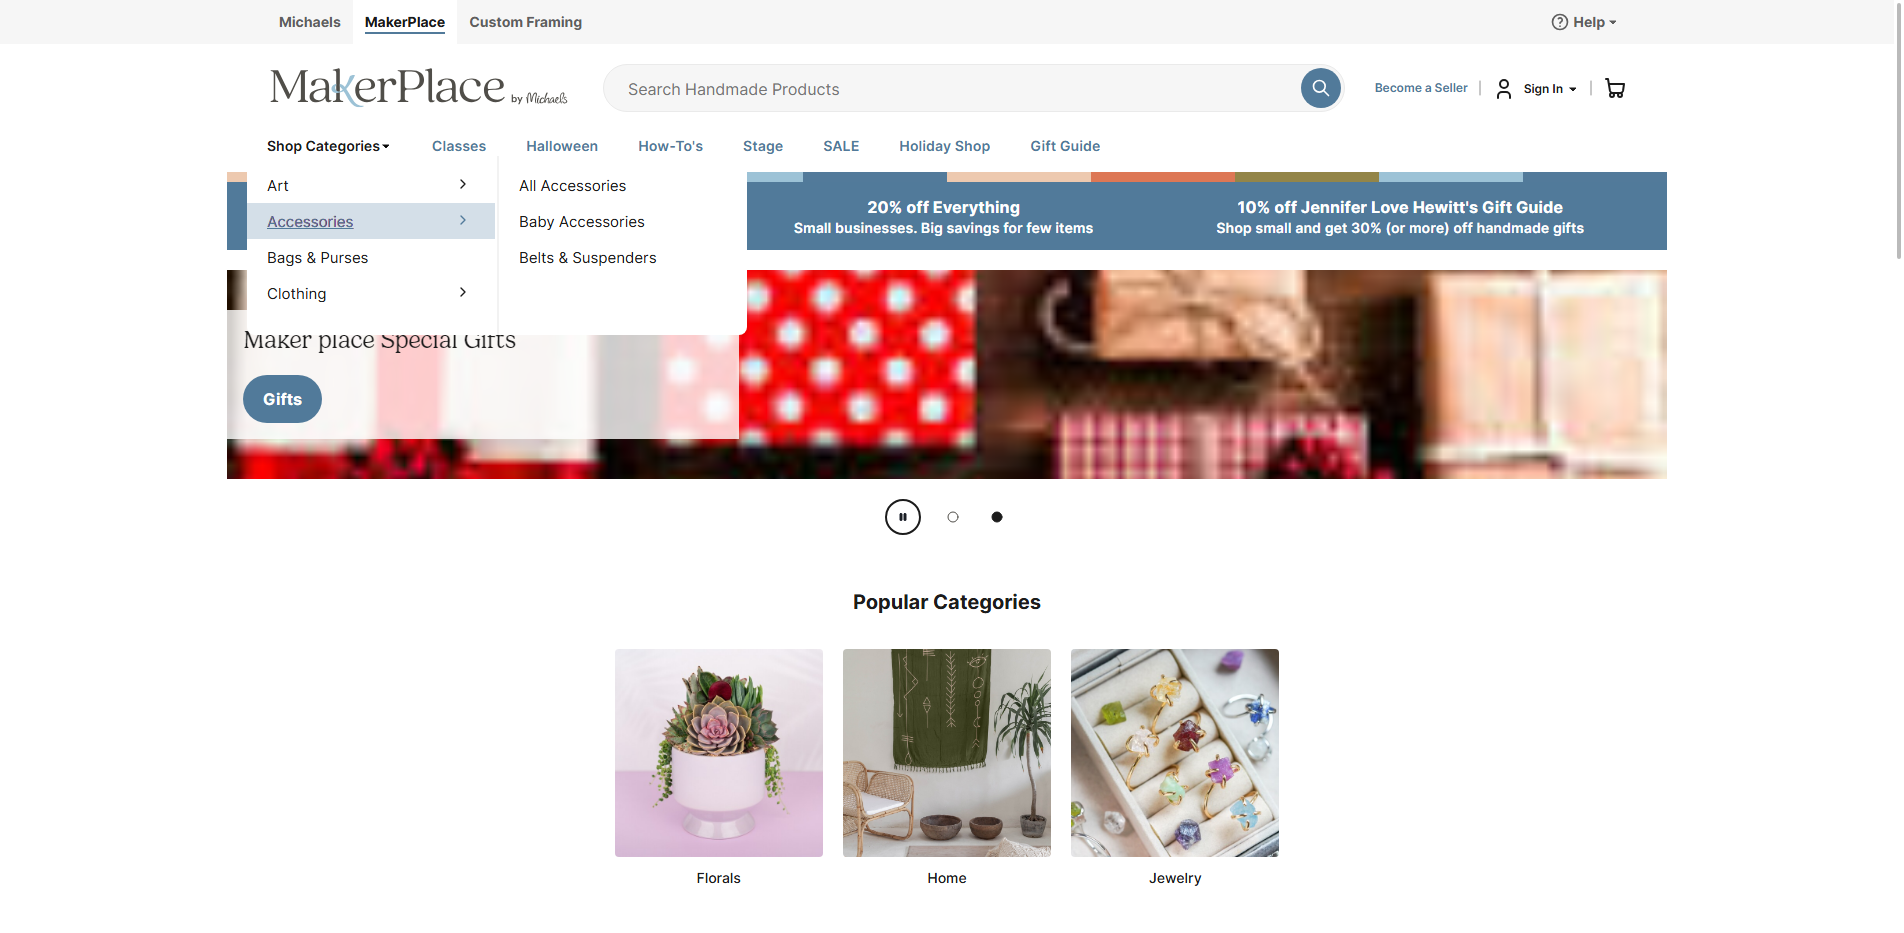 Michaels
MakerPlace
Custom Framing
Help
MakerPlace by Michaels
Search Handmade Products
Become a Seller
Sign In
Shop Categories
Classes
Halloween
How-To's
Stage
SALE
Holiday Shop
Gift Guide
Art
Accessories
Bags & Purses
Clothing
All Accessories
Baby Accessories
Belts & Suspenders
20% off Everything
Small businesses. Big savings for few items
10% off Jennifer Love Hewitt's Gift Guide
Shop small and get 30% (or more) off handmade gifts
Maker place Special Gifts
Gifts
Popular Categories
Florals
Home
Jewelry